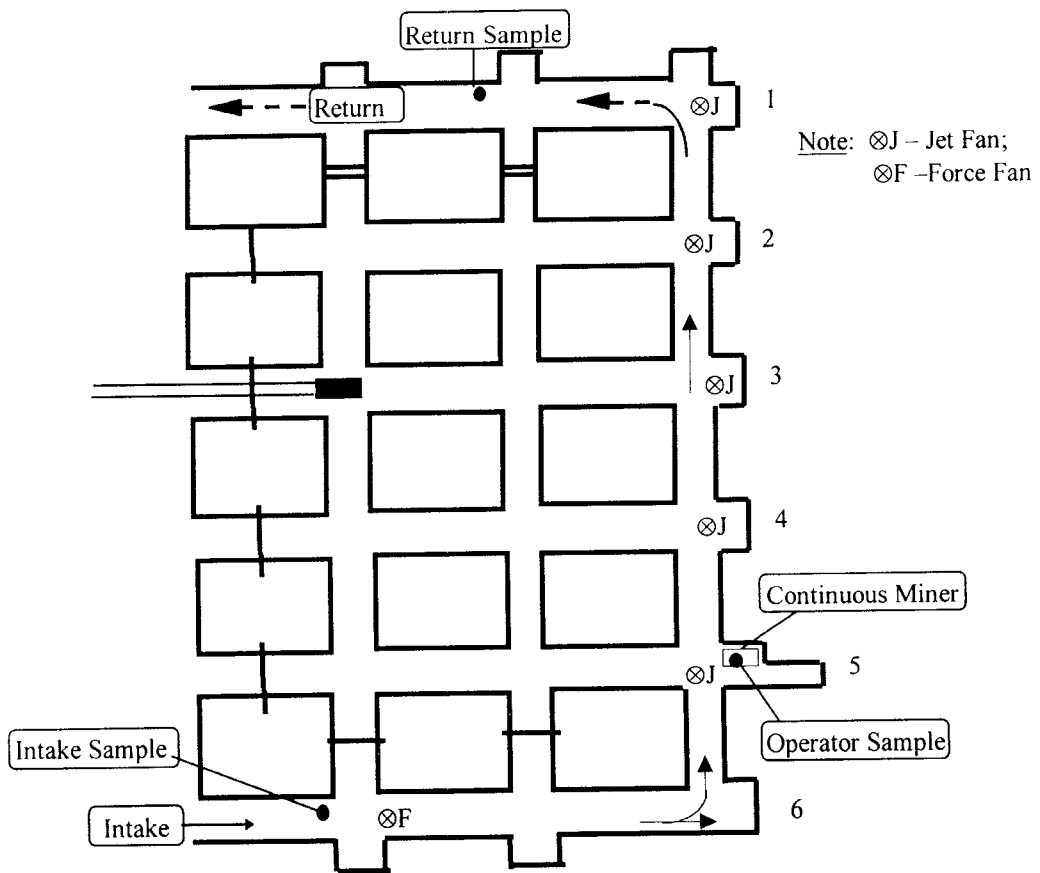 Return Sample
Return
⊗J
1
Note: ⊗J – Jet Fan;
⊗F –Force Fan
⊗J
2
⊗J
3
⊗J
4
Continuous Miner
⊗J
5
Operator Sample
Intake Sample
Intake
⊗F
6